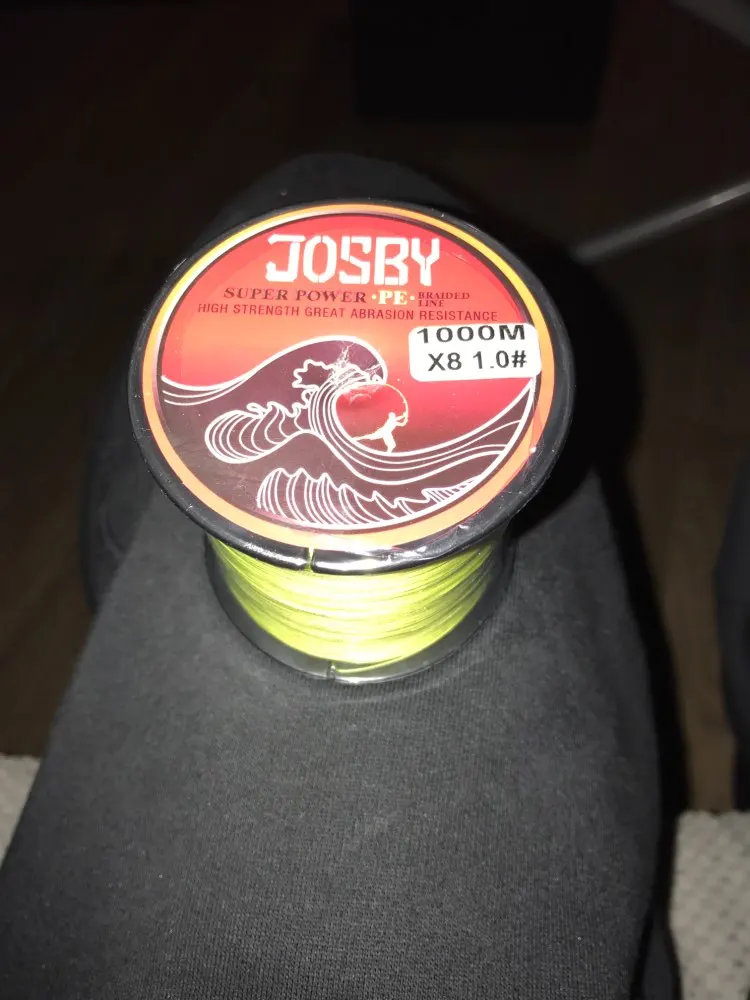 JOSBY
SUPER POWER ·PE· BRAIDED LINE
HIGH STRENGTH GREAT ABRASION RESISTANCE
1000M
X8 1.0#